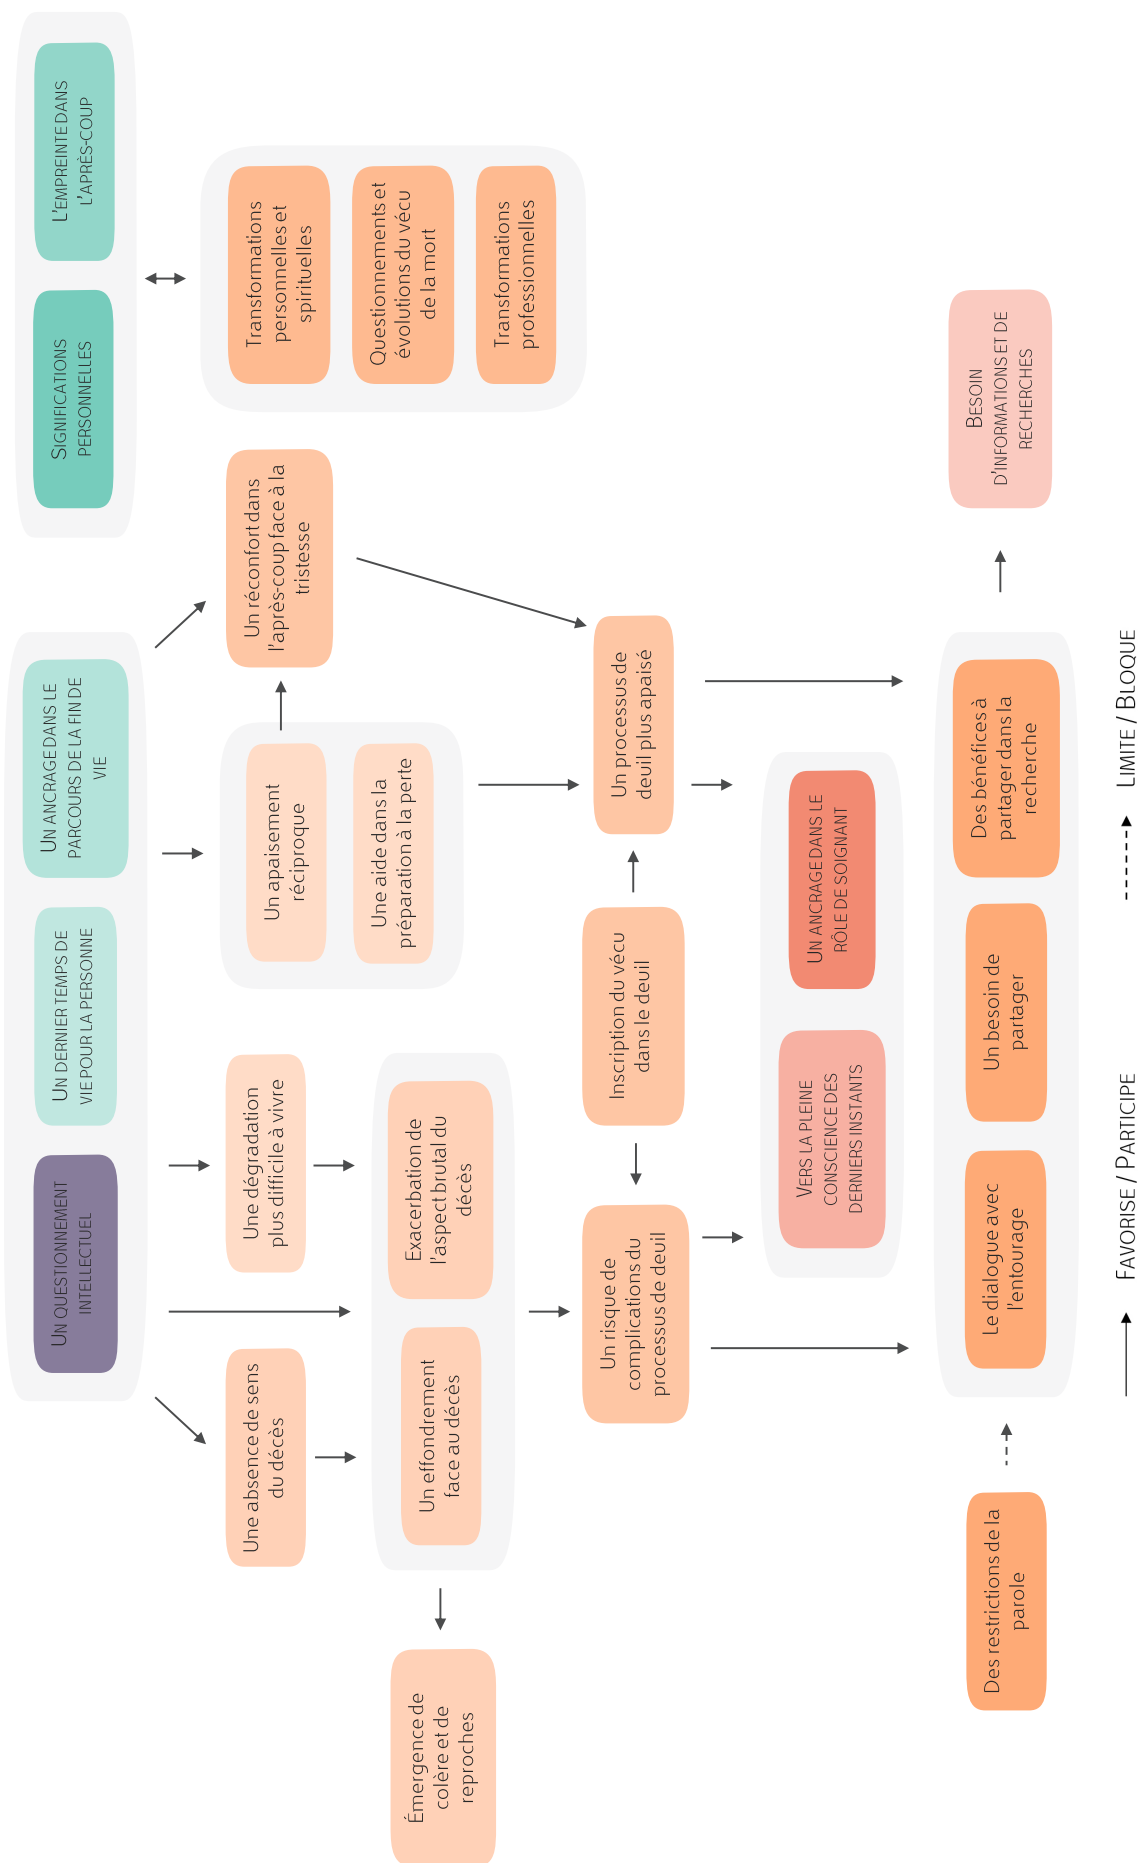 UN QUESTIONNEMENT
INTELLECTUEL
UN DERNIER TEMPS DE
VIE POUR LA PERSONNE
UN ANCRAGE DANS LE
PARCOURS DE LA FIN DE
VIE
SIGNIFICATIONS
PERSONNELLES
L'EMPREINTE DANS
L'APRÈS-COUP
Une absence de sens
du décès
Une dégradation
plus difficile à vivre
Un apaisement
réciproque
Un réconfort dans
l'après-coup face à la
tristesse
Transformations
personnelles et
spirituelles
Émergence de
colère et de
reproches
Un effondrement
face au décès
Exacerbation de
l'aspect brutal du
décès
Une aide dans la
préparation à la perte
Questionnements et
évolutions du vécu
de la mort
Transformations
professionnelles
Un risque de
complications du
processus de deuil
Inscription du vécu
dans le deuil
Un processus de
deuil plus apaisé
VERS LA PLEINE
CONSCIENCE DES
DERNIERS INSTANTS
UN ANCRAGE DANS LE
RÔLE DE SOIGNANT
Des restrictions de la
parole
Le dialogue avec
l'entourage
Un besoin de
partager
Des bénéfices à
partager dans la
recherche
BESOIN
D'INFORMATIONS ET DE
RECHERCHES
FAVORISE / PARTICIPE
LIMITE / BLOQUE